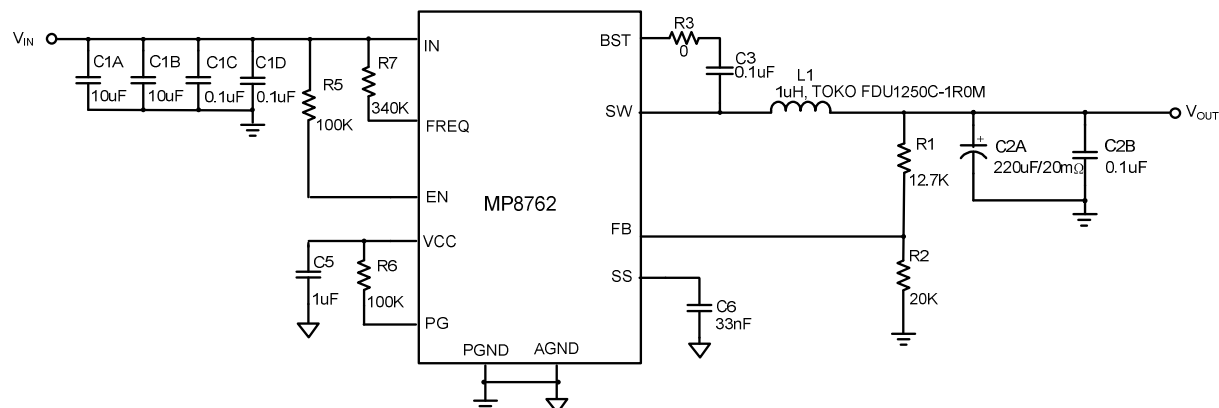 VIN
C1A
10uF
C1B
10uF
C1C
0.1uF
C1D
0.1uF
R5
100K
R7
340K
IN
FREQ
EN
VCC
PG
C5
1uF
R6
100K
MP8762
PGND
AGND
BST
SW
FB
SS
R3
0
C3
0.1uF
L1
1uH, TOKO FDU1250C-1R0M
R1
12.7K
R2
20K
C6
33nF
+
C2A
220uF/20mΩ
C2B
0.1uF
VOUT